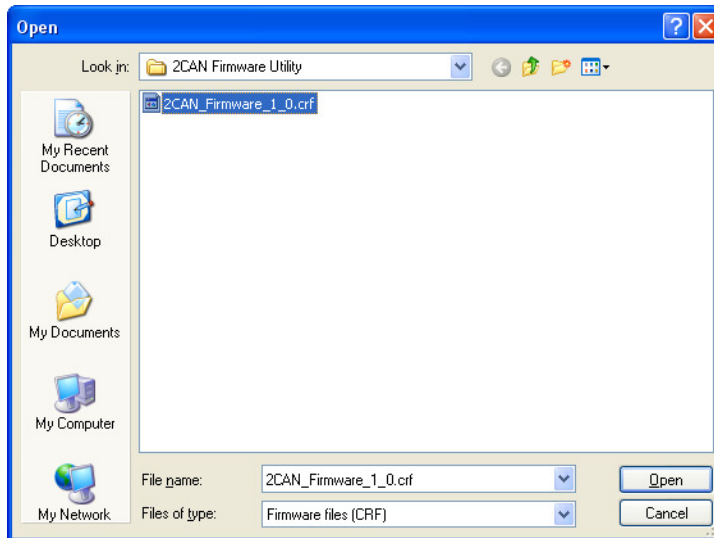 Open
Look in: 2CAN Firmware Utility
2CAN_Firmware_1_0.crf
My Recent
Documents
Desktop
My Documents
My Computer
My Network
File name: 2CAN_Firmware_1_0.crf Open
Files of type: Firmware files (CRF) Cancel